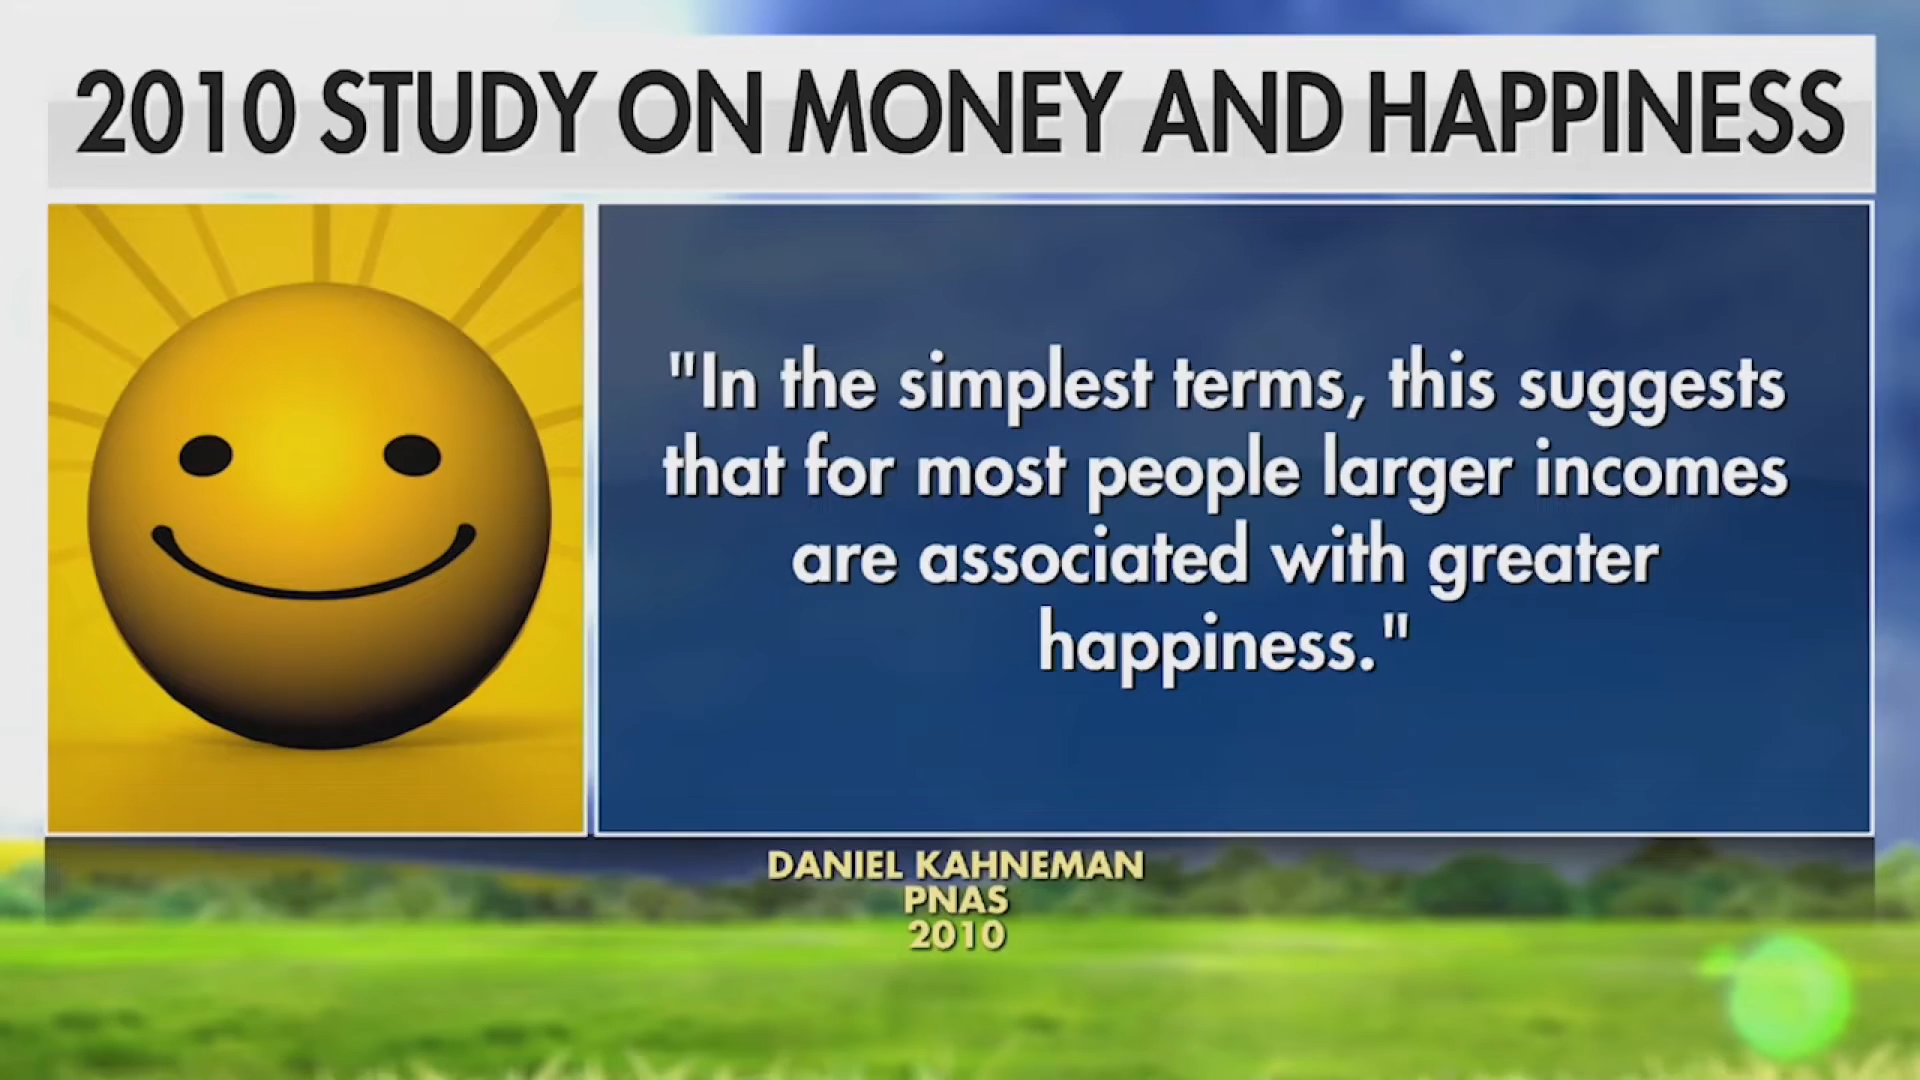 2010 STUDY ON MONEY AND HAPPINESS
"In the simplest terms, this suggests
that for most people larger incomes
are associated with greater
happiness."
DANIEL KAHNEMAN
PNAS
2010